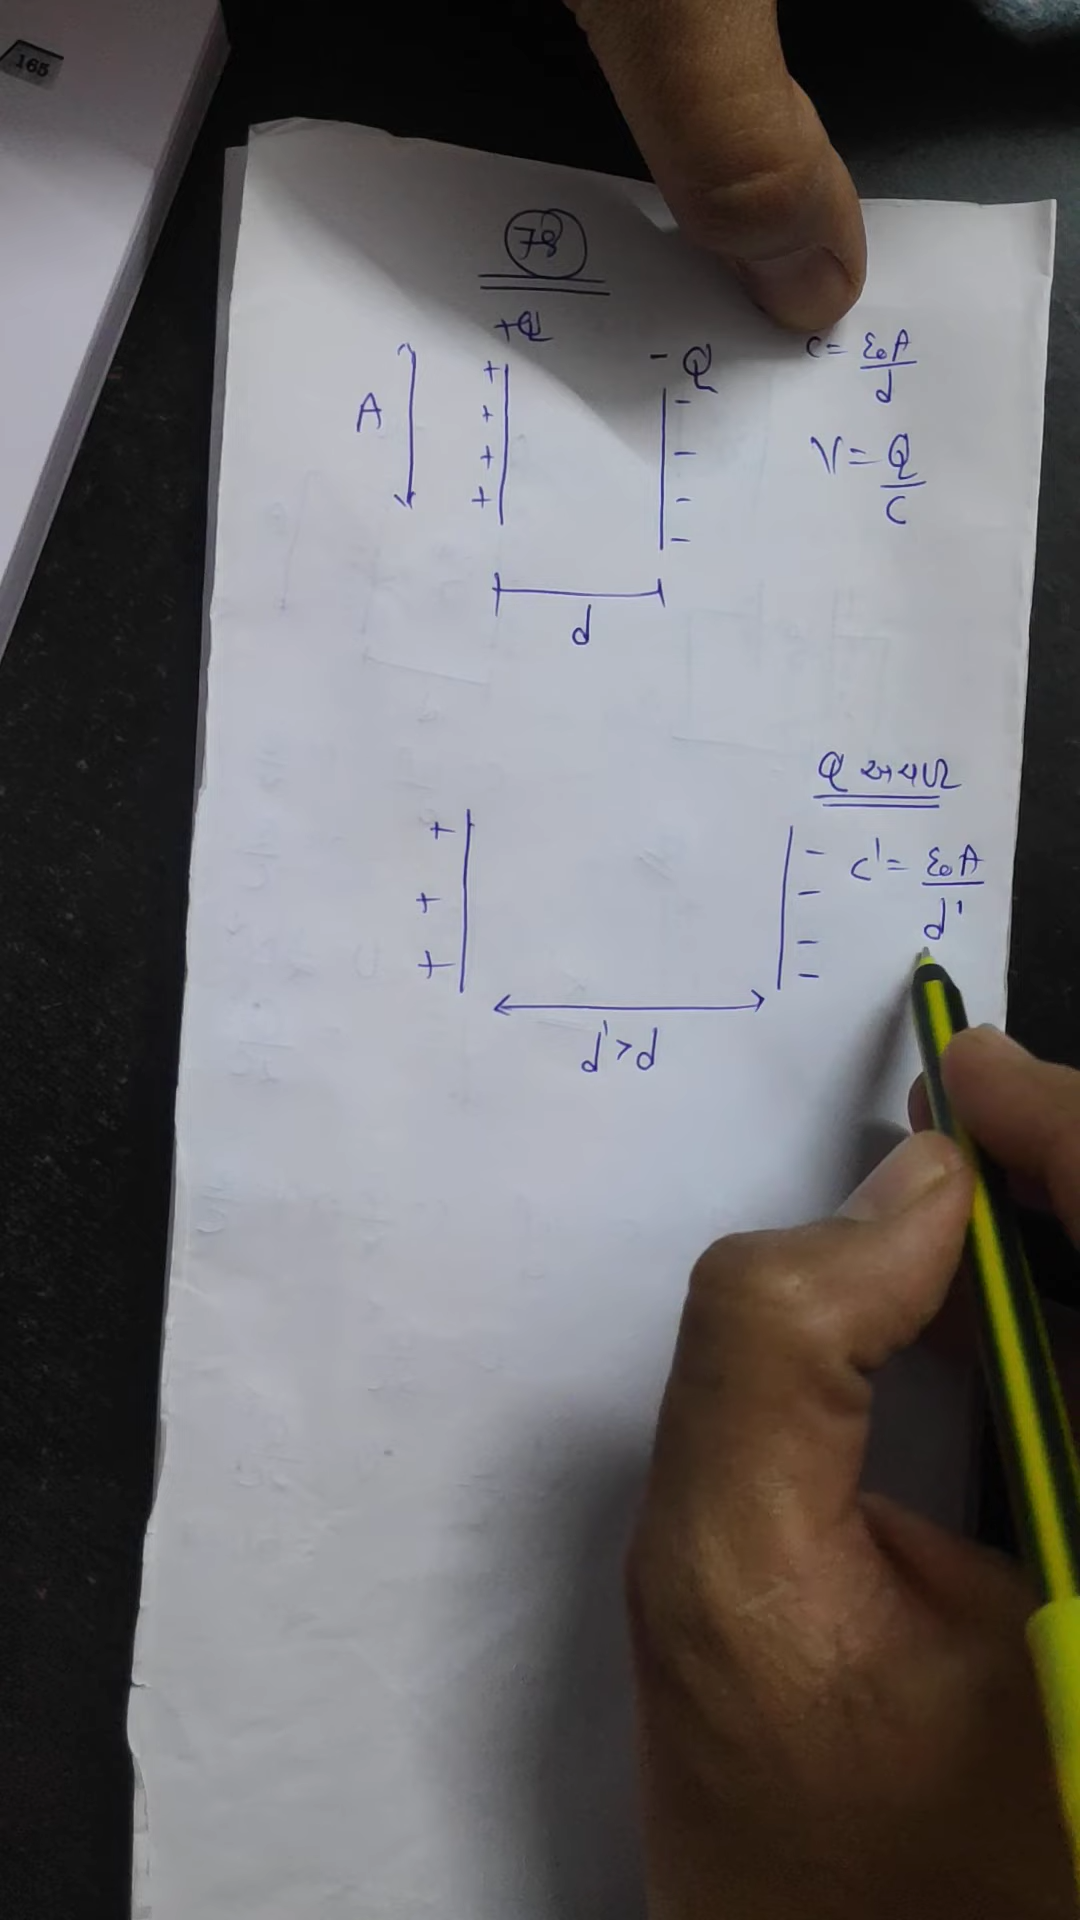 165
78
+Q
- Q
C = ε₀A / d
+
+
+
+
A
-
-
-
-
V = Q / C
d
Q અચળ
+
+
+
-
-
-
-
C' = ε₀A / d'
d' > d